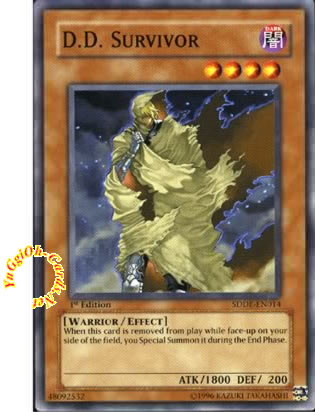 D.D. SURVIVOR
DARK
闇
1st Edition
SDDE-EN014
[WARRIOR / EFFECT]
When this card is removed from play while face-up on your
side of the field, you Special Summon it during the End Phase.
ATK/1800 DEF/ 200
48092532
©1996 KAZUKI TAKAHASHI
YuGgiOh-Cards.Net